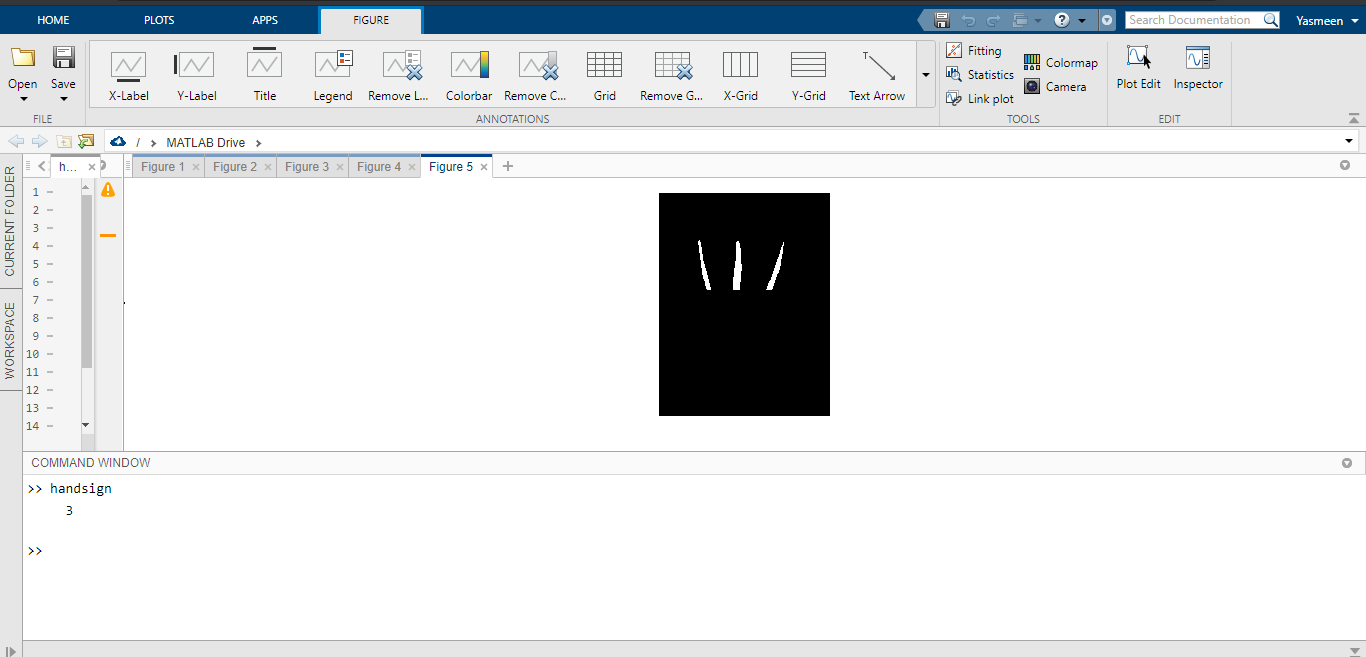 HOME PLOTS APPS FIGURE Search Documentation Yasmeen
Open Save X-Label Y-Label Title Legend Remove L... Colorbar Remove C... Grid Remove G... X-Grid Y-Grid Text Arrow
Fitting
Statistics
Link plot
Colormap
Camera
Plot Edit Inspector
FILE ANNOTATIONS TOOLS EDIT
/ > MATLAB Drive >
h... × Figure 1 × Figure 2 × Figure 3 × Figure 4 × Figure 5 × +
CURRENT FOLDER
WORKSPACE
1 –
2 –
3 –
4 –
5 –
6 –
7 –
8 –
9 –
10 –
11 –
12 –
13 –
14 –
COMMAND WINDOW
>> handsign
3
>>